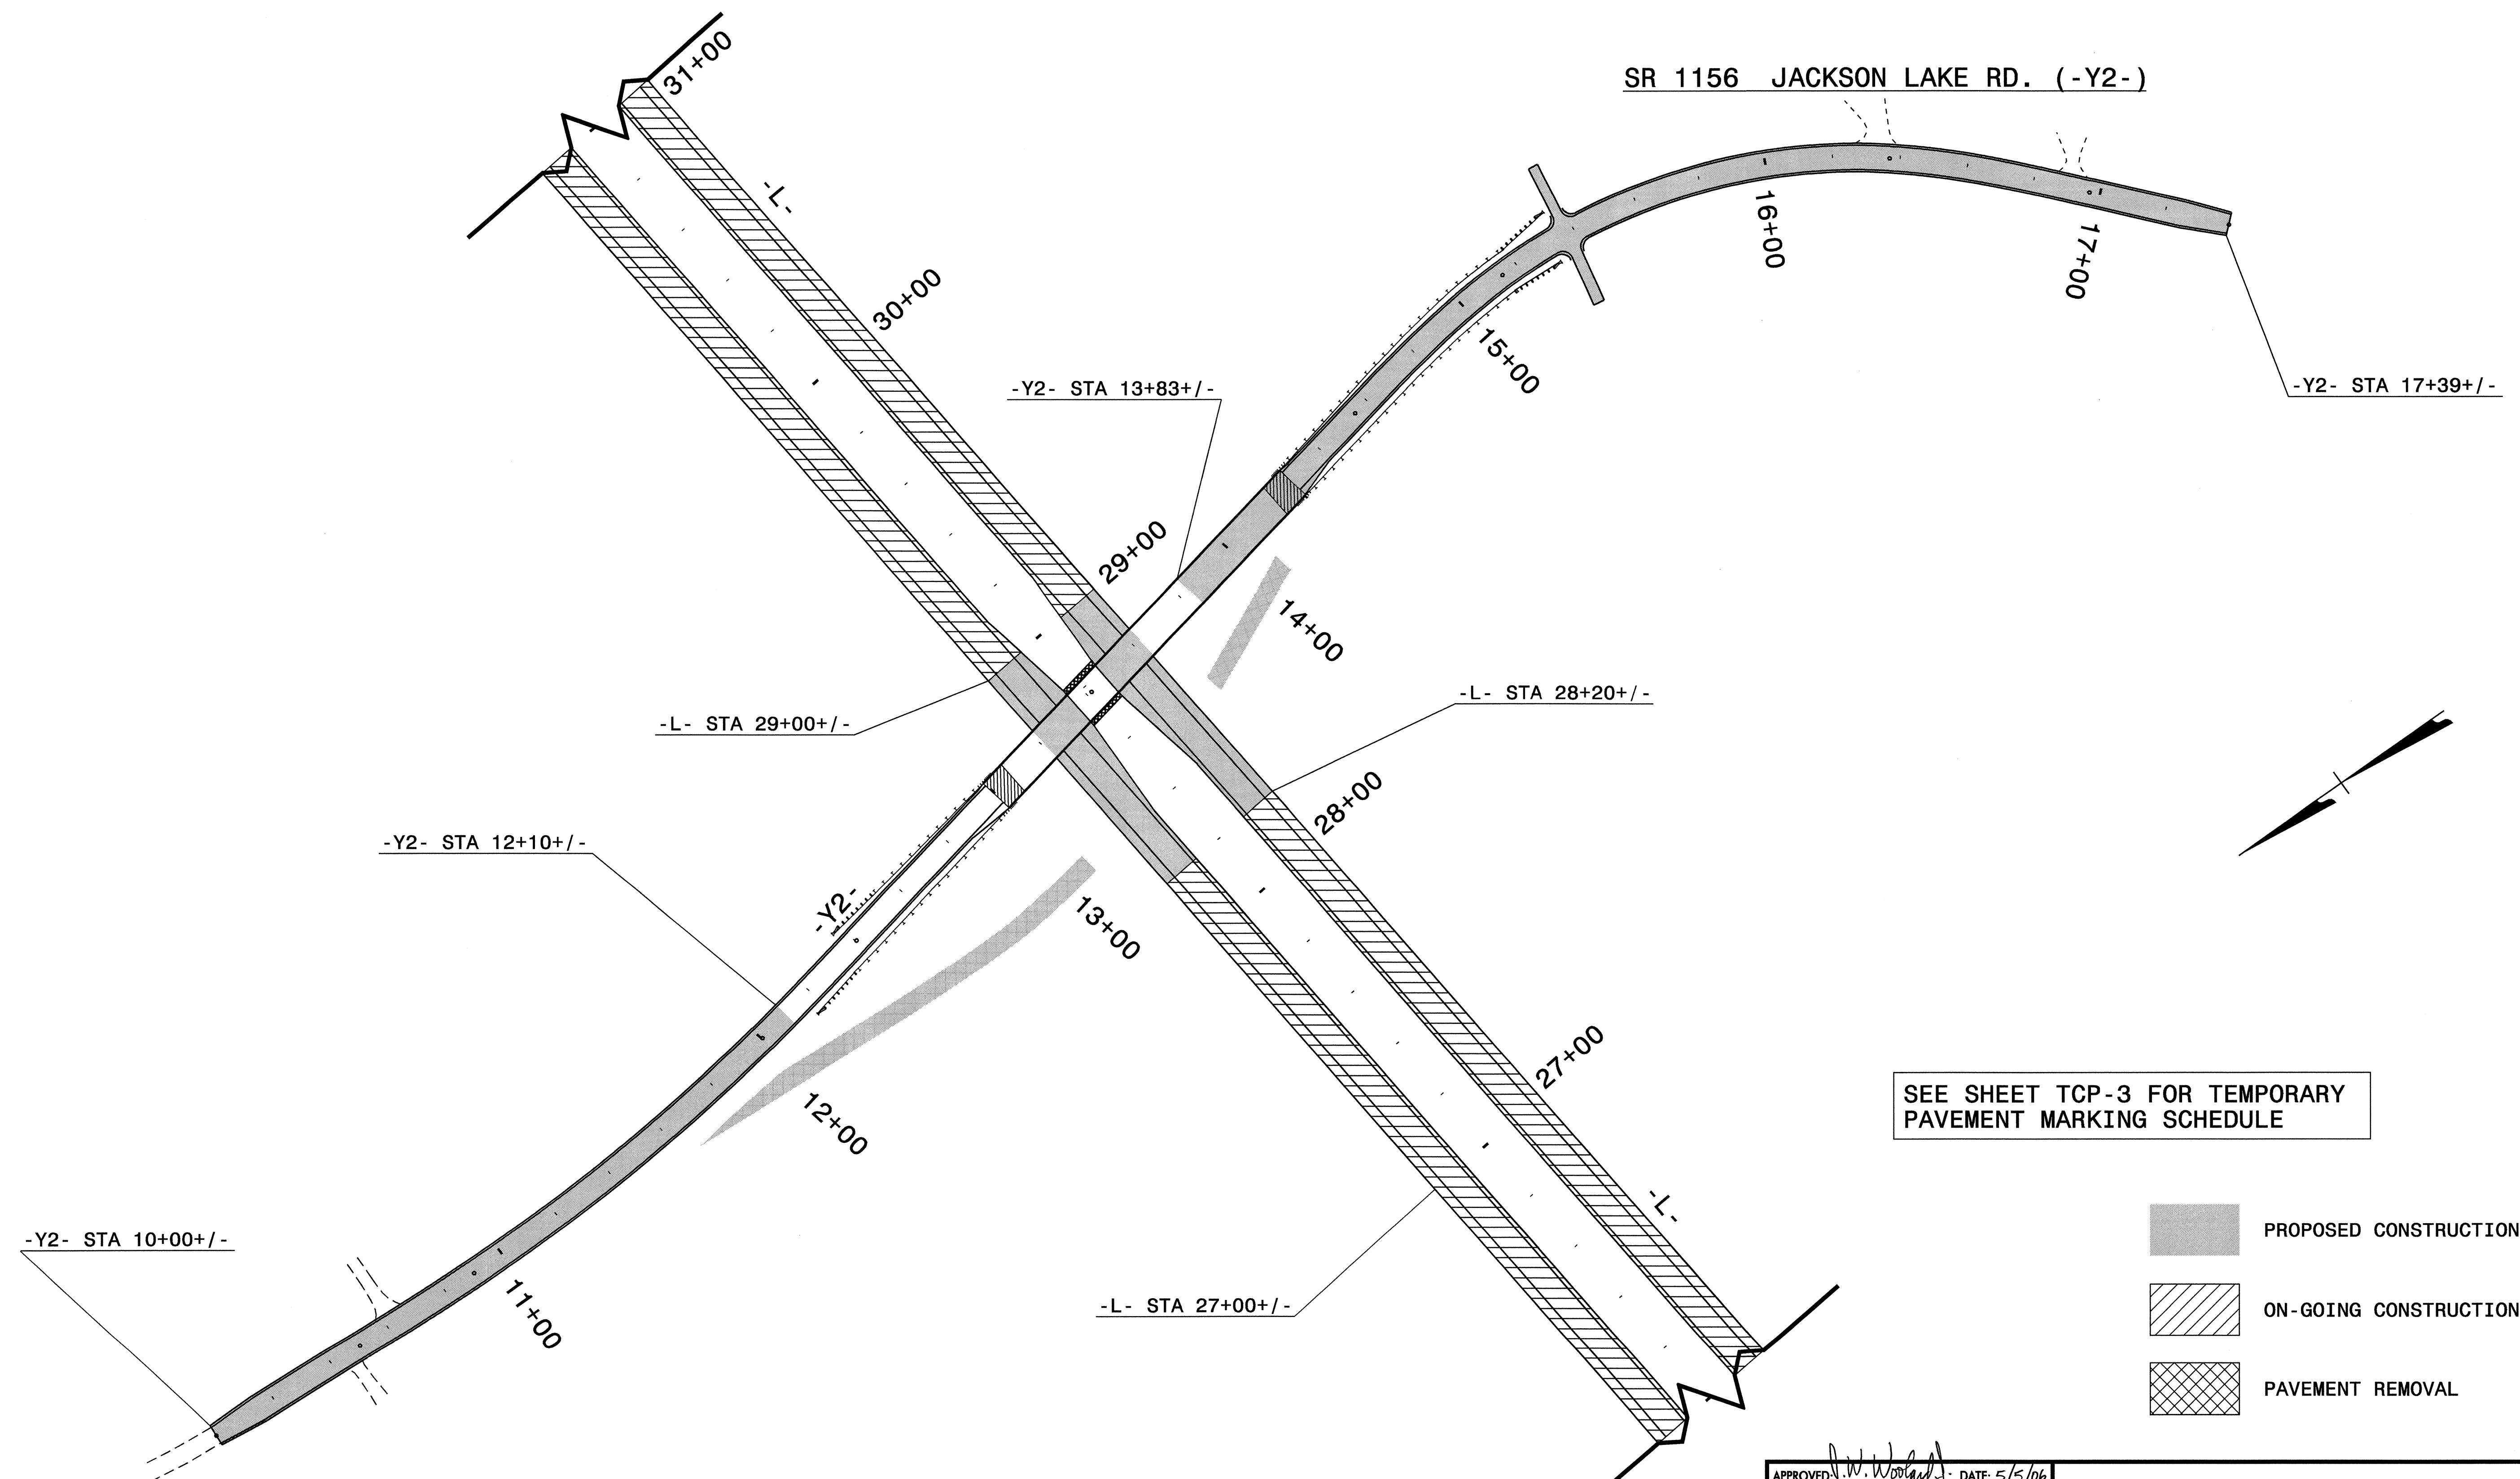 31+00
SR 1156 JACKSON LAKE RD. (-Y2-)
-L-
16+00
17+00
30+00
15+00
-Y2- STA 13+83+/-
-Y2- STA 17+39+/-
29+00
14+00
-L- STA 28+20+/-
-L- STA 29+00+/-
28+00
-Y2- STA 12+10+/-
-Y2-
13+00
27+00
SEE SHEET TCP-3 FOR TEMPORARY
PAVEMENT MARKING SCHEDULE
12+00
-L-
PROPOSED CONSTRUCTION
-Y2- STA 10+00+/-
11+00
-L- STA 27+00+/-
ON-GOING CONSTRUCTION
PAVEMENT REMOVAL
APPROVED: J.W. DATE: 5/5/06